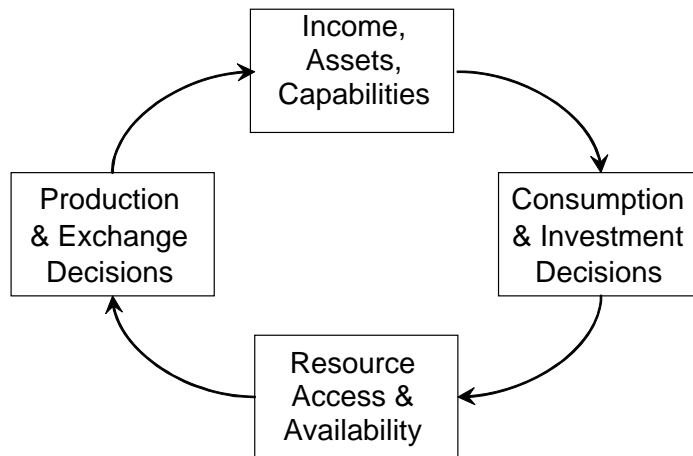 Income,
Assets,
Capabilities
Production
& Exchange
Decisions
Consumption
& Investment
Decisions
Resource
Access &
Availability